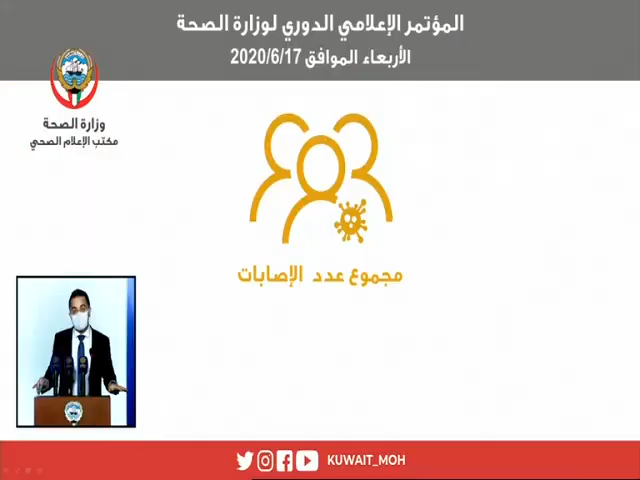 المؤتمر الإعلامي الدوري لوزارة الصحة
الأربعاء الموافق 2020/6/17
وزارة الصحة
مكتب الإعلام الصحي
مجموع عدد الإصابات
KUWAIT_MOH